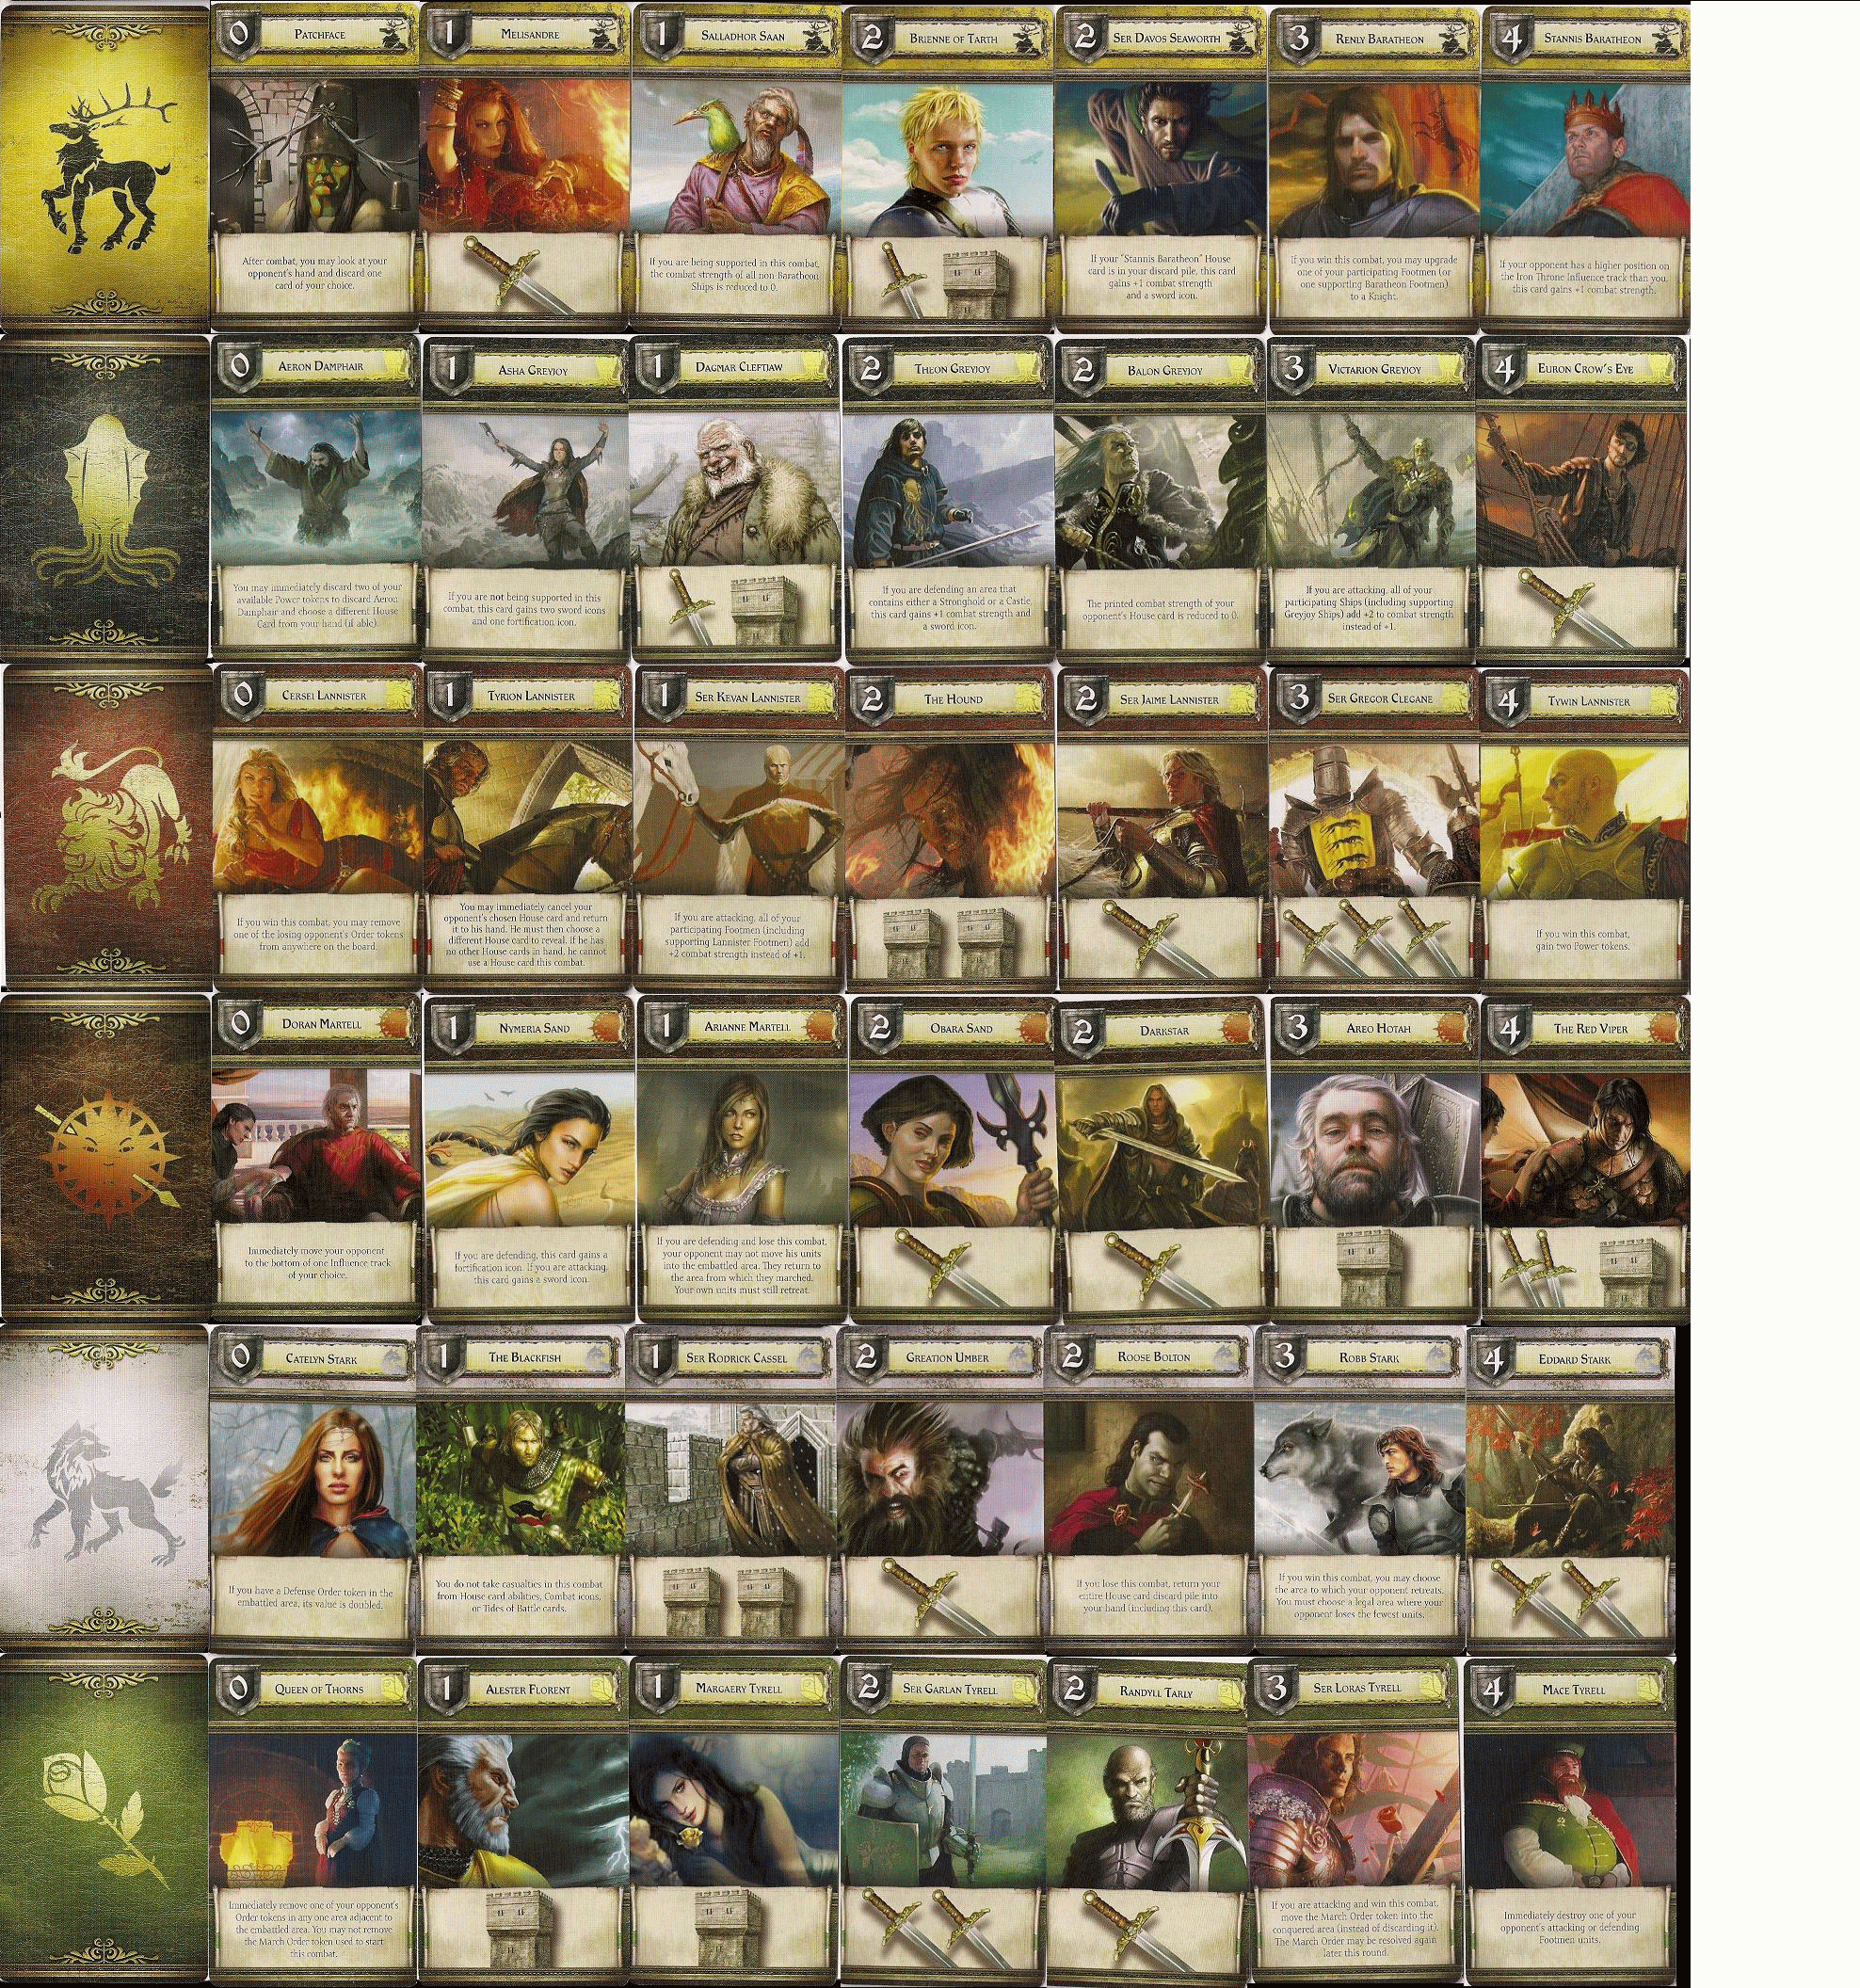 0 PATCHFACE
After combat, you may look at your
opponent's hand and discard one
card of your choice.
1 MELISANDRE
1 SALLADHOR SAAN
If you are being supported in this combat,
the combat strength of all non-Baratheon
Ships is reduced to 0.
2 BRIENNE OF TARTH
2 SER DAVOS SEAWORTH
If your "Stannis Baratheon" House
card is in your discard pile, this card
gains +1 combat strength
and a sword icon.
3 RENLY BARATHEON
If you win this combat, you may upgrade
one of your participating Footmen (or
one supporting Baratheon Footmen)
to a Knight.
4 STANNIS BARATHEON
If your opponent has a higher position on
the Iron Throne Influence track than you,
this card gains +1 combat strength.
0 AERON DAMPHAIR
You may immediately discard two of your
available Power tokens to discard Aeron
Damphair and choose a different House
Card from your hand (if able).
1 ASHA GREYJOY
If you are not being supported in this
combat, this card gains two sword icons
and one fortification icon.
1 DAGMAR CLEFTJAW
2 THEON GREYJOY
If you are defending an area that
contains either a Stronghold or a Castle,
this card gains +1 combat strength and
a sword icon.
2 BALON GREYJOY
The printed combat strength of your
opponent's House card is reduced to 0.
3 VICTARION GREYJOY
If you are attacking, all of your
participating Ships (including supporting
Greyjoy Ships) add +2 to combat strength
instead of +1.
4 EURON CROW'S EYE
0 CERSEI LANNISTER
If you win this combat, you may remove
one of the losing opponent's Order tokens
from anywhere on the board.
1 TYRION LANNISTER
You may immediately cancel your
opponent's chosen House card and return
it to his hand. He must then choose a
different House card to reveal. If he has
no other House cards in hand, he cannot
use a House card this combat.
1 SER KEVAN LANNISTER
If you are attacking, all of your
participating Footmen (including
supporting Lannister Footmen) add
+2 combat strength instead of +1.
2 THE HOUND
2 SER JAIME LANNISTER
3 SER GREGOR CLEGANE
4 TYWIN LANNISTER
If you win this combat,
gain two Power tokens.
0 DORAN MARTELL
Immediately move your opponent
to the bottom of one Influence track
of your choice.
1 NYMERIA SAND
If you are defending, this card gains a
fortification icon. If you are attacking,
this card gains a sword icon.
1 ARIANNE MARTELL
If you are defending and lose this combat,
your opponent may not move his units
into the embattled area. They return to
the area from which they marched.
Your own units must still retreat.
2 OBARA SAND
2 DARKSTAR
3 AREO HOTAH
4 THE RED VIPER
0 CATELYN STARK
If you have a Defense Order token in the
embattled area, its value is doubled.
1 THE BLACKFISH
You do not take casualties in this combat
from House card abilities, Combat icons,
or Tides of Battle cards.
1 SER RODRICK CASSEL
2 GREATJON UMBER
2 ROOSE BOLTON
If you lose this combat, return your
entire House card discard pile into
your hand (including this card).
3 ROBB STARK
If you win this combat, you may choose
the area to which your opponent retreats.
You must choose a legal area where your
opponent loses the fewest units.
4 EDDARD STARK
0 QUEEN OF THORNS
Immediately remove one of your opponent's
Order tokens in any one area adjacent to
the embattled area. You may not remove
the March Order token used to start
this combat.
1 ALESTER FLORENT
1 MARGAERY TYRELL
2 SER GARLAN TYRELL
2 RANDYLL TARLY
3 SER LORAS TYRELL
If you are attacking and win this combat,
move the March Order token into the
conquered area (instead of discarding it).
The March Order may be resolved again
later this round.
4 MACE TYRELL
Immediately destroy one of your
opponent's attacking or defending
Footmen units.